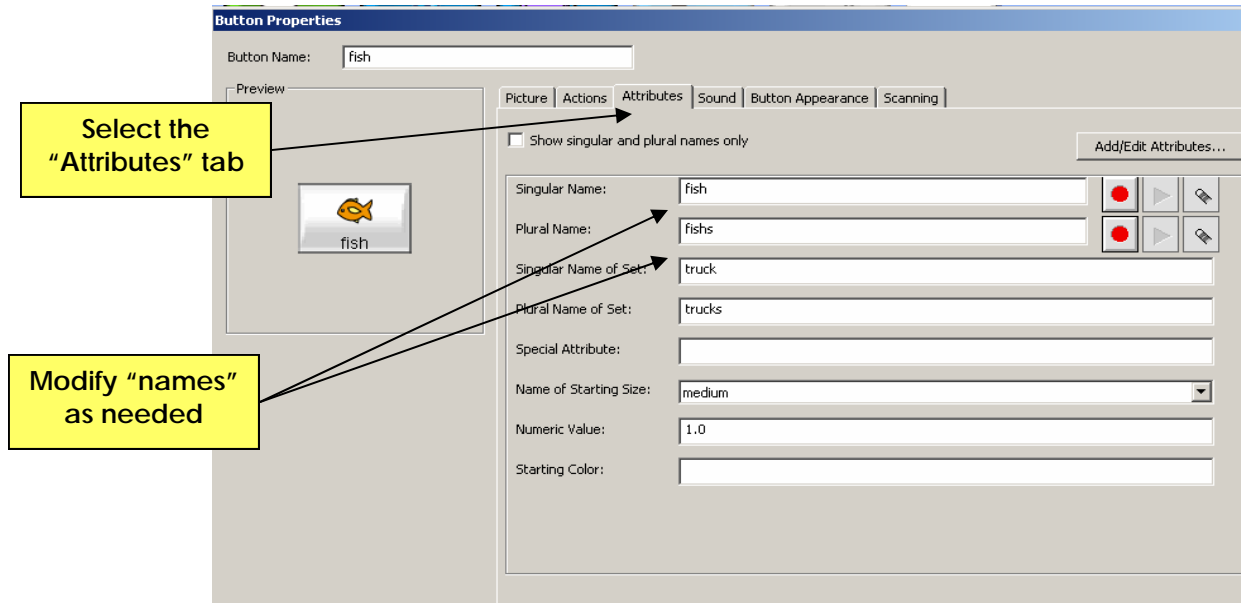 Button Properties
Button Name: fish
Preview
Picture Actions Attributes Sound Button Appearance Scanning
Select the
“Attributes” tab
Show singular and plural names only
Add/Edit Attributes...
Singular Name: fish
fish
Plural Name: fishs
Singular Name of Set: truck
Plural Name of Set: trucks
Special Attribute:
Modify “names”
as needed
Name of Starting Size: medium
Numeric Value: 1.0
Starting Color: